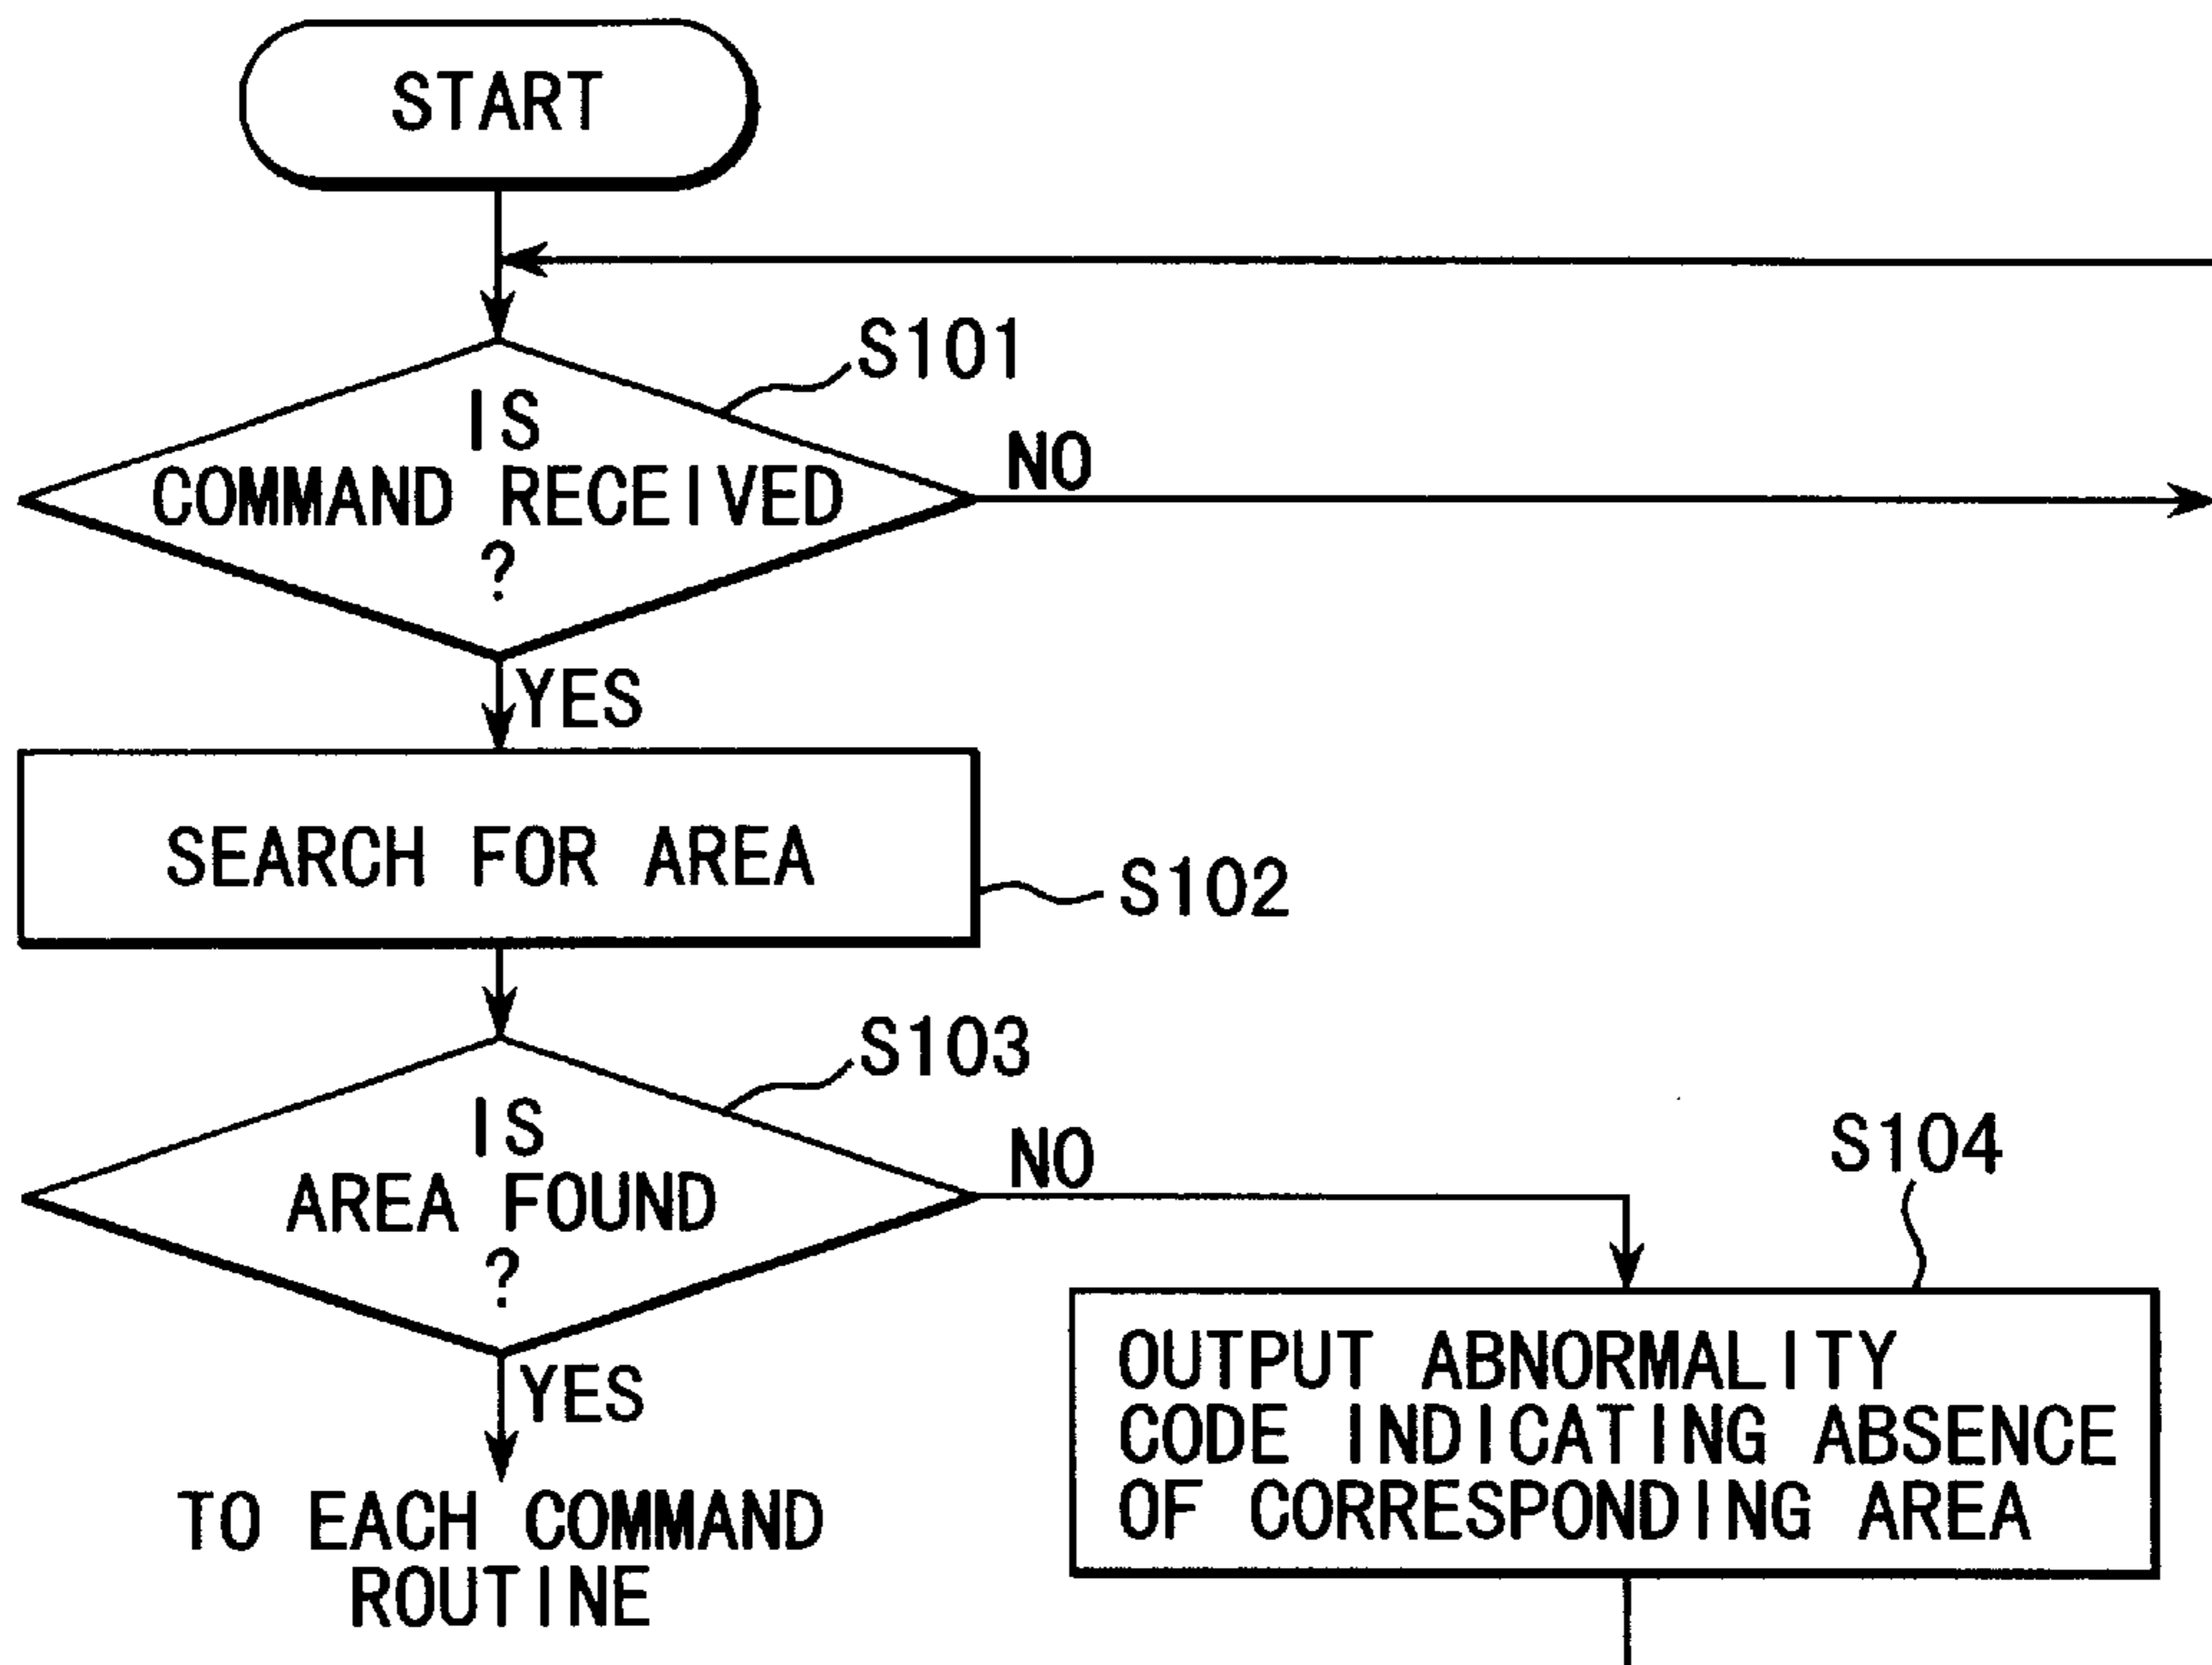 START
S101
IS
COMMAND RECEIVED
?
NO
YES
SEARCH FOR AREA
S102
S103
IS
AREA FOUND
?
NO
YES
TO EACH COMMAND
ROUTINE
S104
OUTPUT ABNORMALITY
CODE INDICATING ABSENCE
OF CORRESPONDING AREA